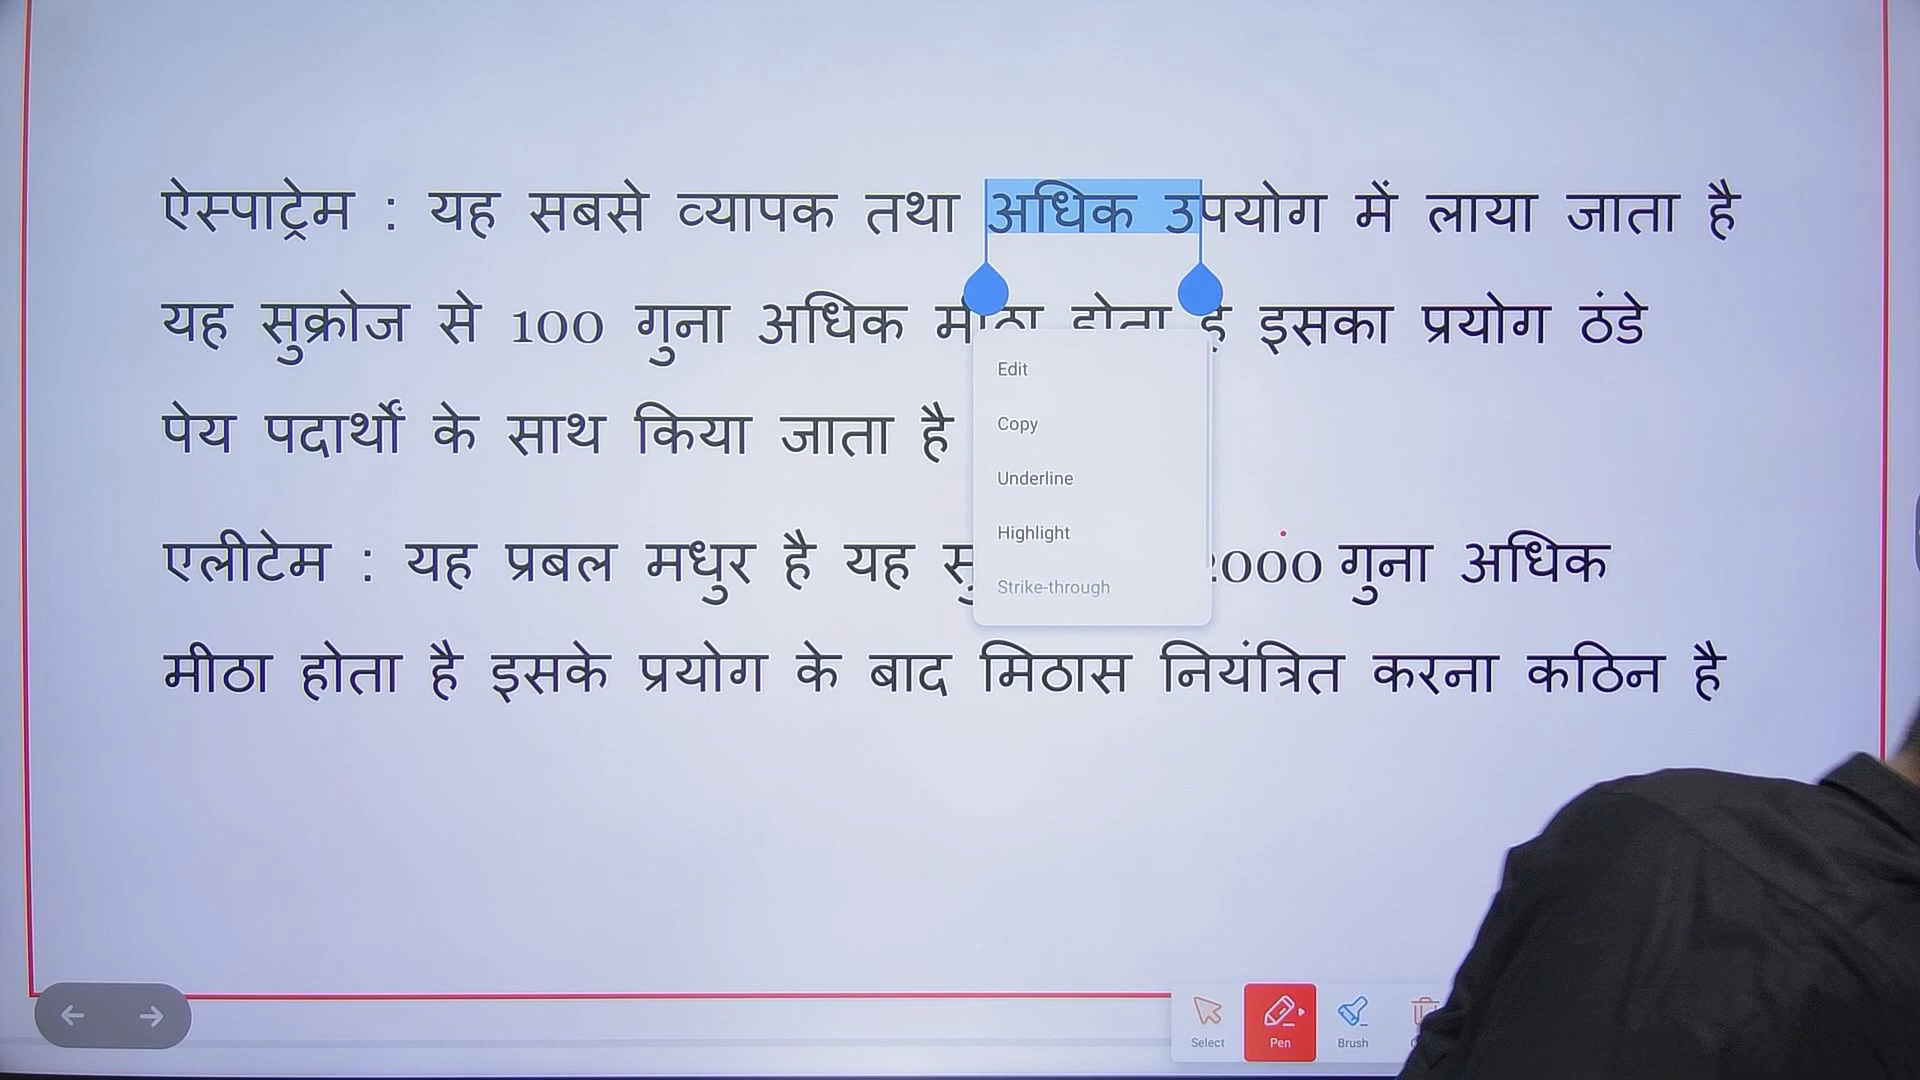 ऐस्पाट्रेम : यह सबसे व्यापक तथा अधिक उपयोग में लाया जाता है
यह सुक्रोज से 100 गुना अधिक मीठा होता है इसका प्रयोग ठंडे
पेय पदार्थों के साथ किया जाता है
Edit
Copy
Underline
Highlight
Strike-through
एलीटेम : यह प्रबल मधुर है यह 2000 गुना अधिक
मीठा होता है इसके प्रयोग के बाद मिठास नियंत्रित करना कठिन है
Select
Pen
Brush